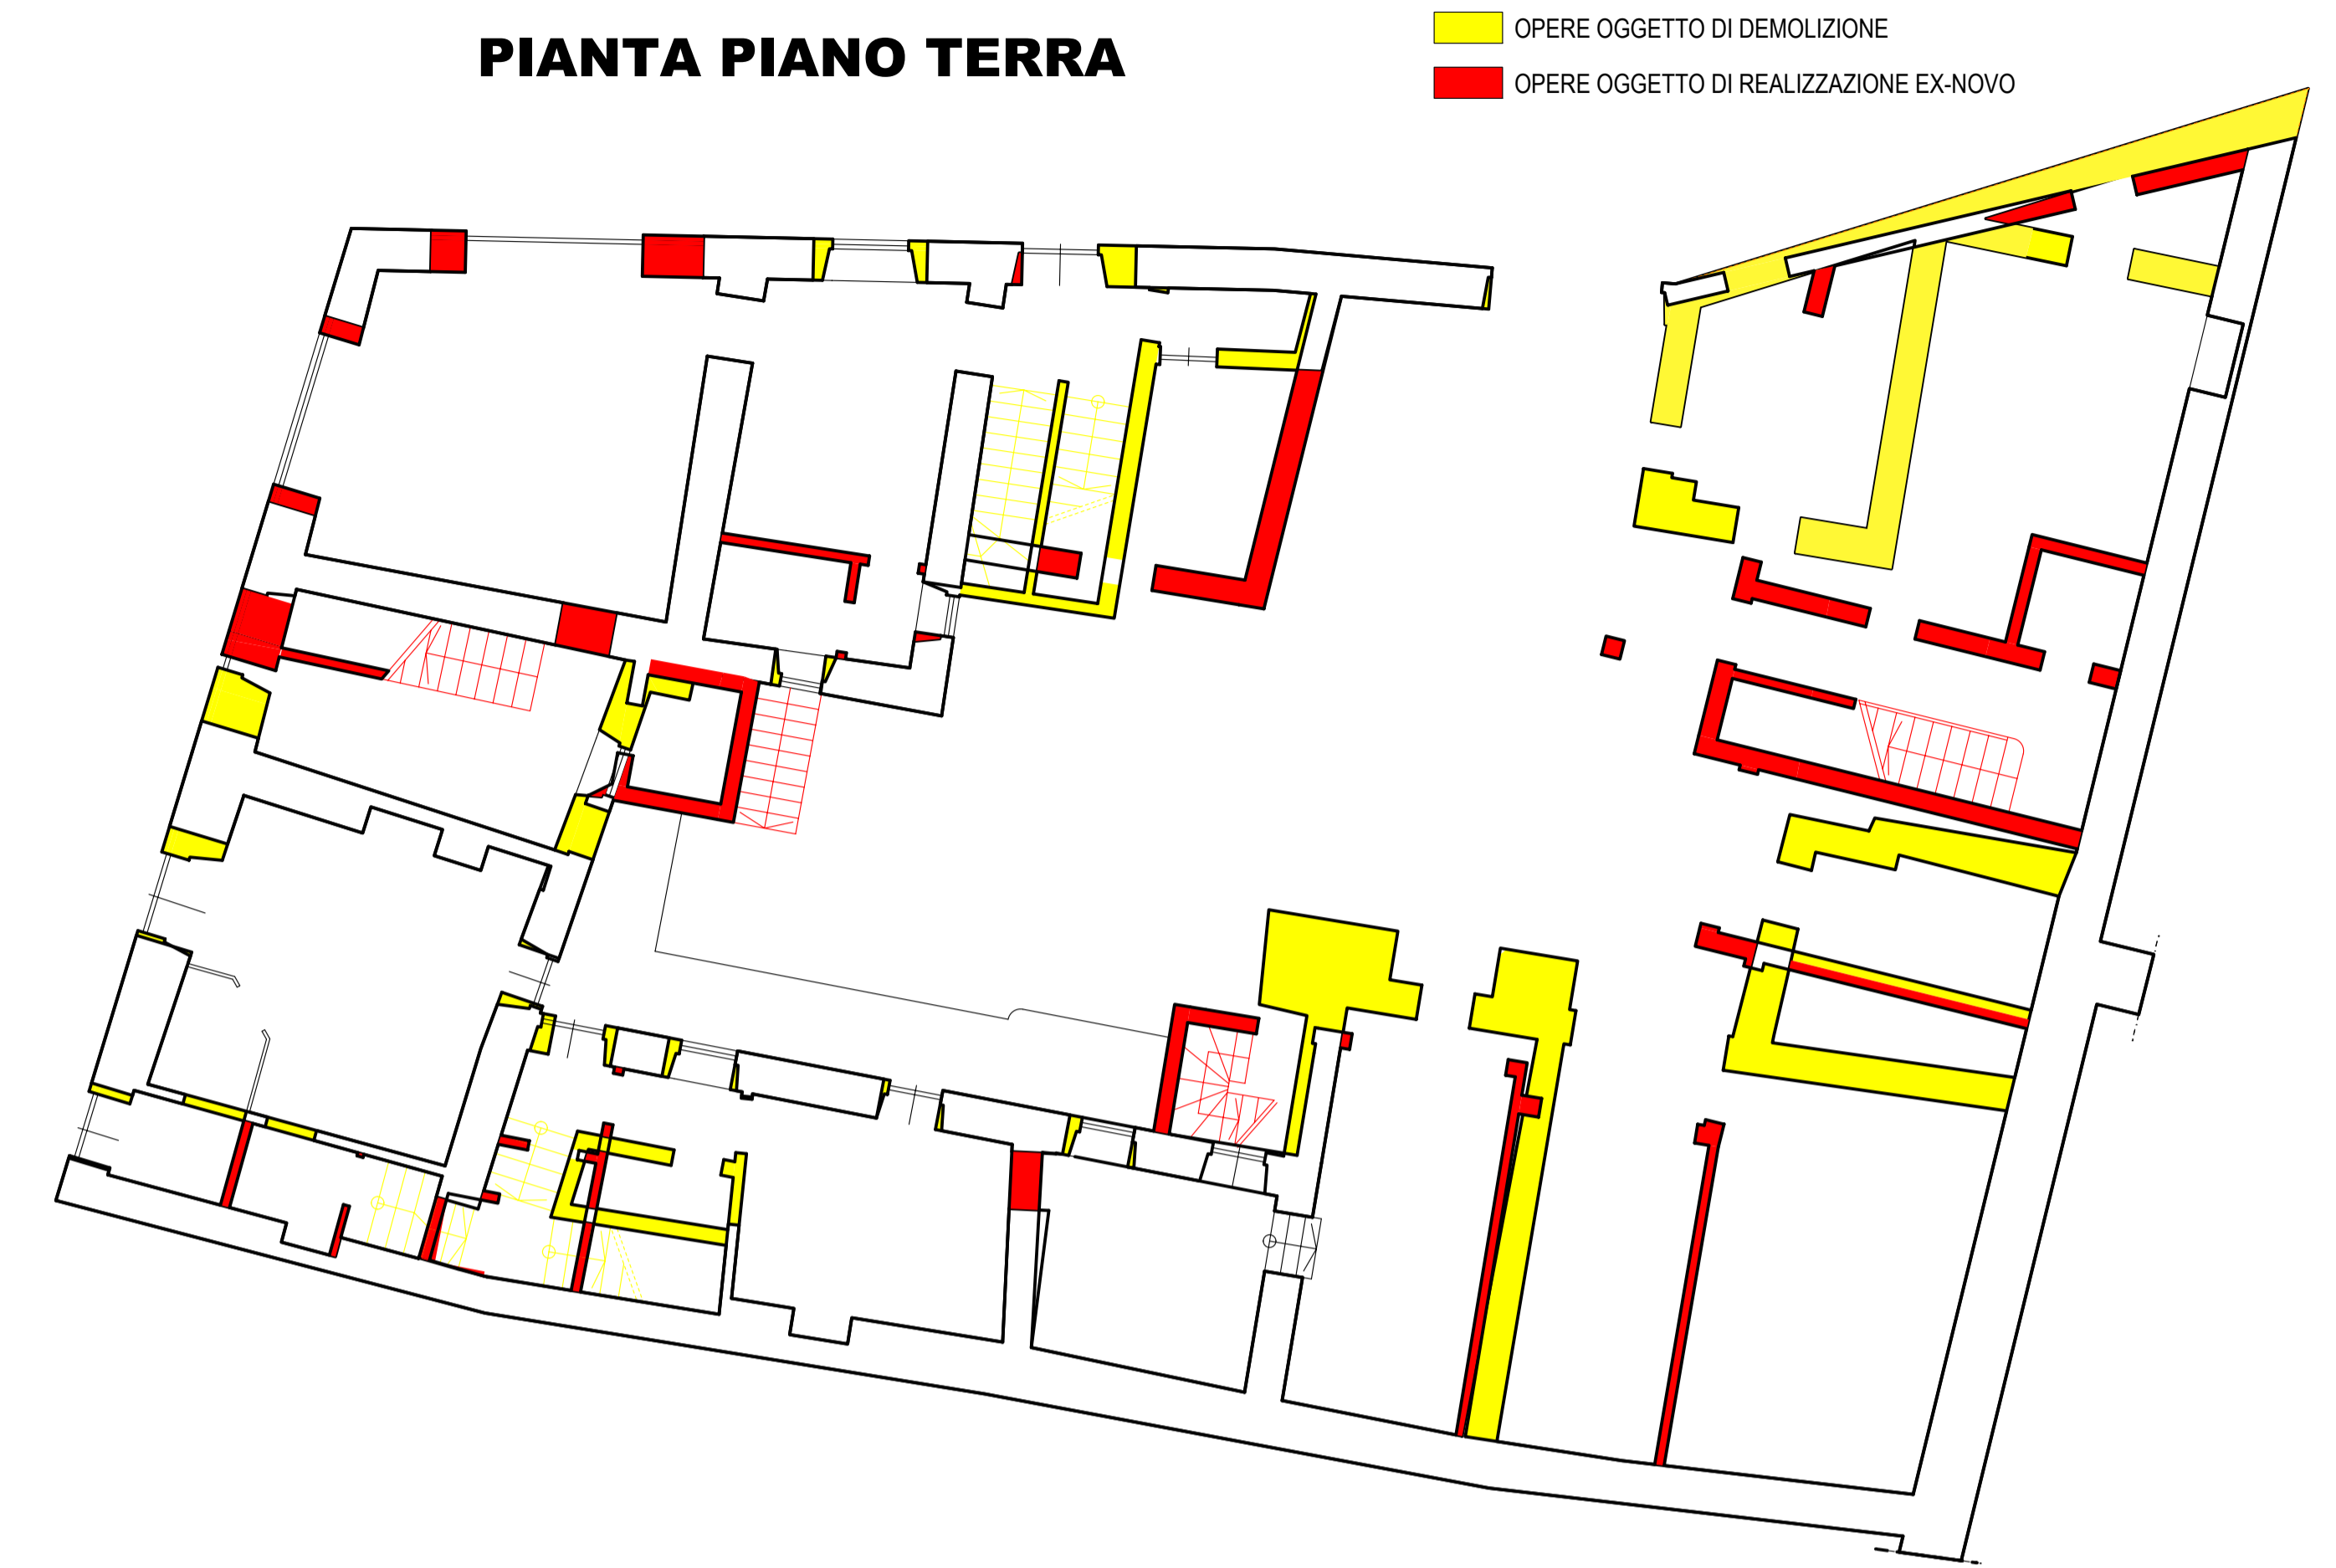 PIANTA PIANO TERRA
OPERE OGGETTO DI DEMOLIZIONE
OPERE OGGETTO DI REALIZZAZIONE EX-NOVO